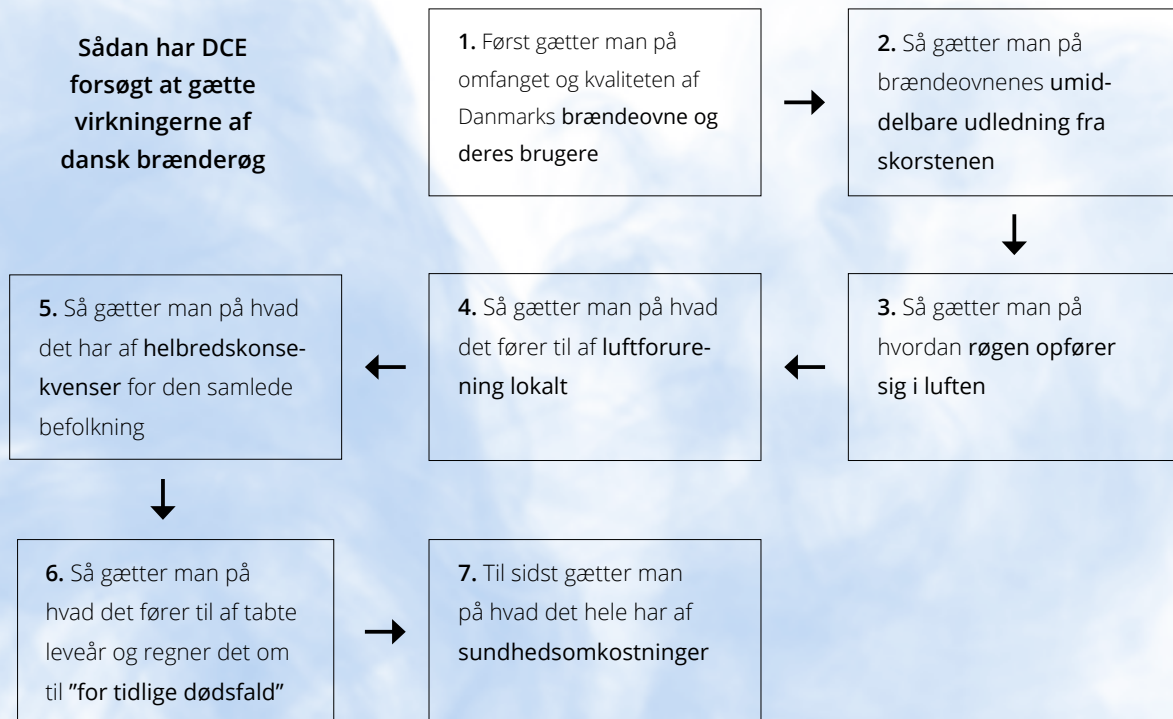 Sådan har DCE
forsøgt at gætte
virkningerne af
dansk brænderøg
1. Først gætter man på
omfanget og kvaliteten af
Danmarks brændeovne og
deres brugere
2. Så gætter man på
brændeovnenes umid-
delbare udledning fra
skorstenen
3. Så gætter man på
hvordan røgen opfører
sig i luften
4. Så gætter man på hvad
det fører til af luftforure-
ning lokalt
5. Så gætter man på hvad
det har af helbredskonse-
kvenser for den samlede
befolkning
6. Så gætter man på
hvad det fører til af tabte
leveår og regner det om
til ”for tidlige dødsfald”
7. Til sidst gætter man
på hvad det hele har af
sundhedsomkostninger